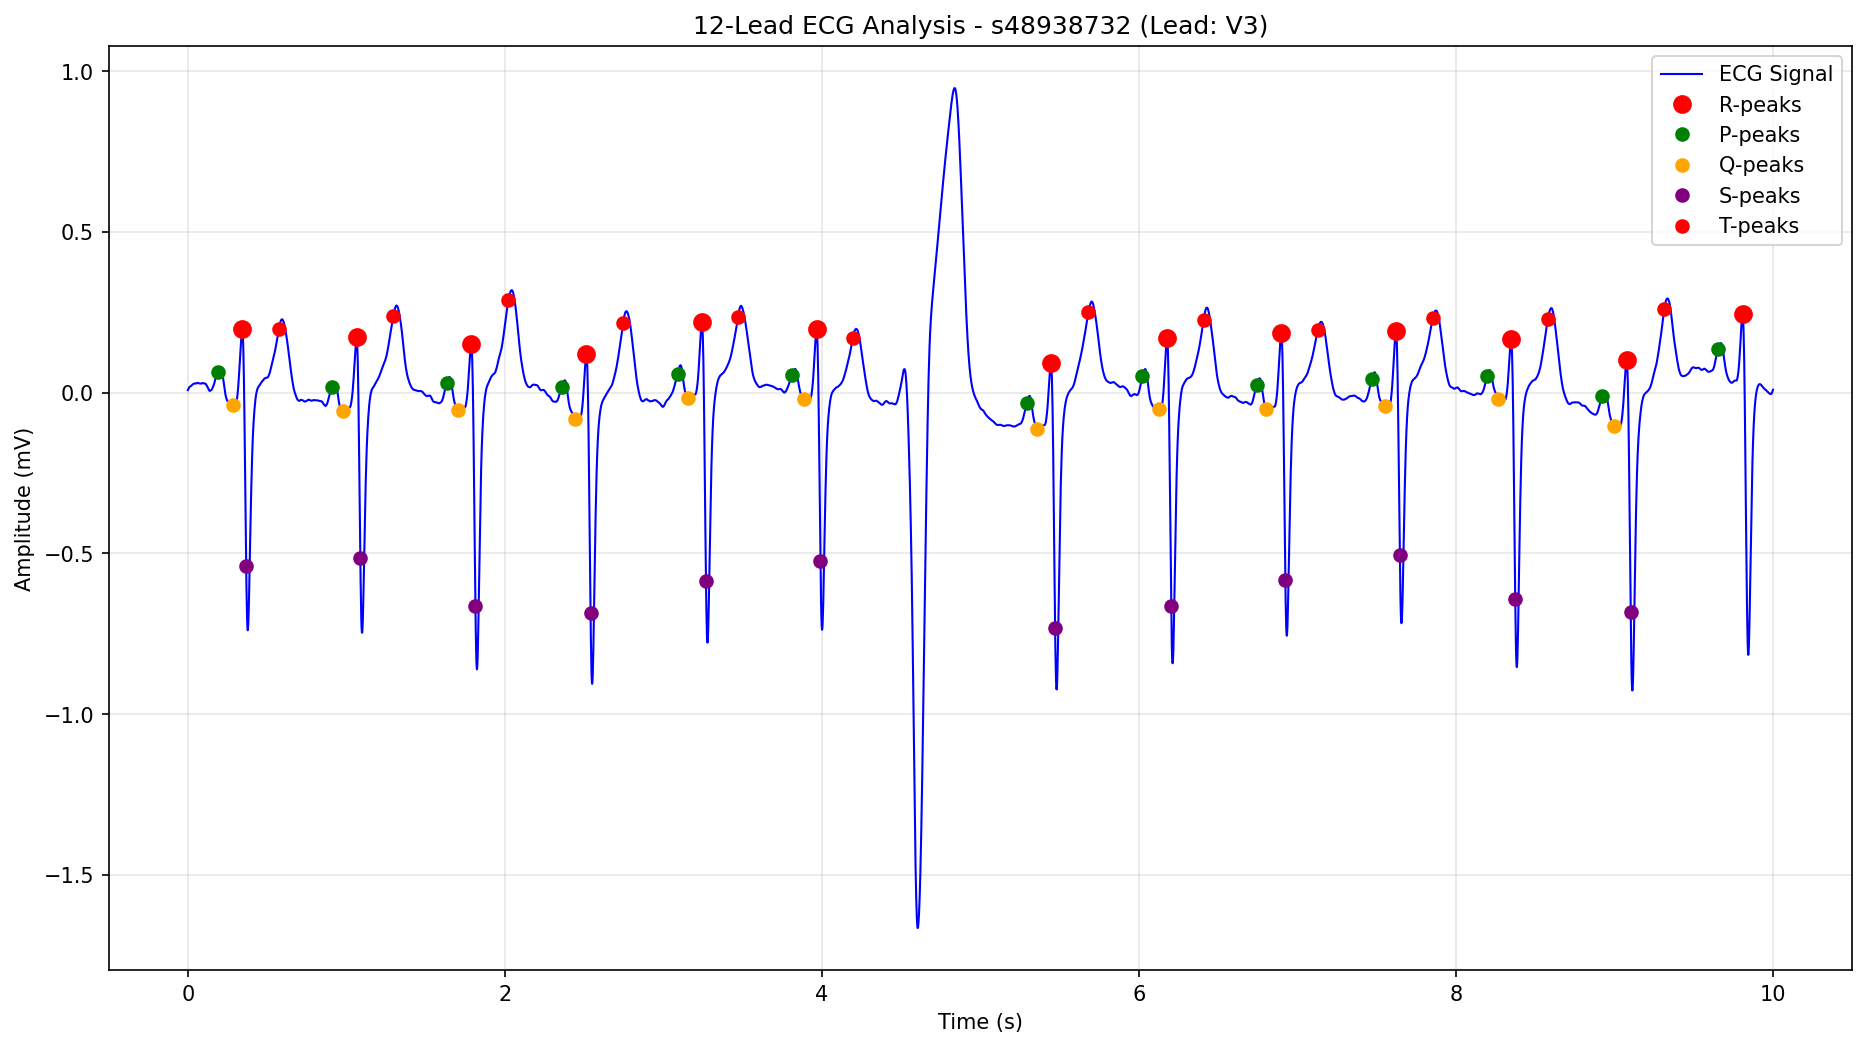 12-Lead ECG Analysis - s48938732 (Lead: V3)
ECG Signal
R-peaks
P-peaks
Q-peaks
S-peaks
T-peaks
1.0
0.5
0.0
−0.5
−1.0
−1.5
Amplitude (mV)
0 2 4 6 8 10
Time (s)